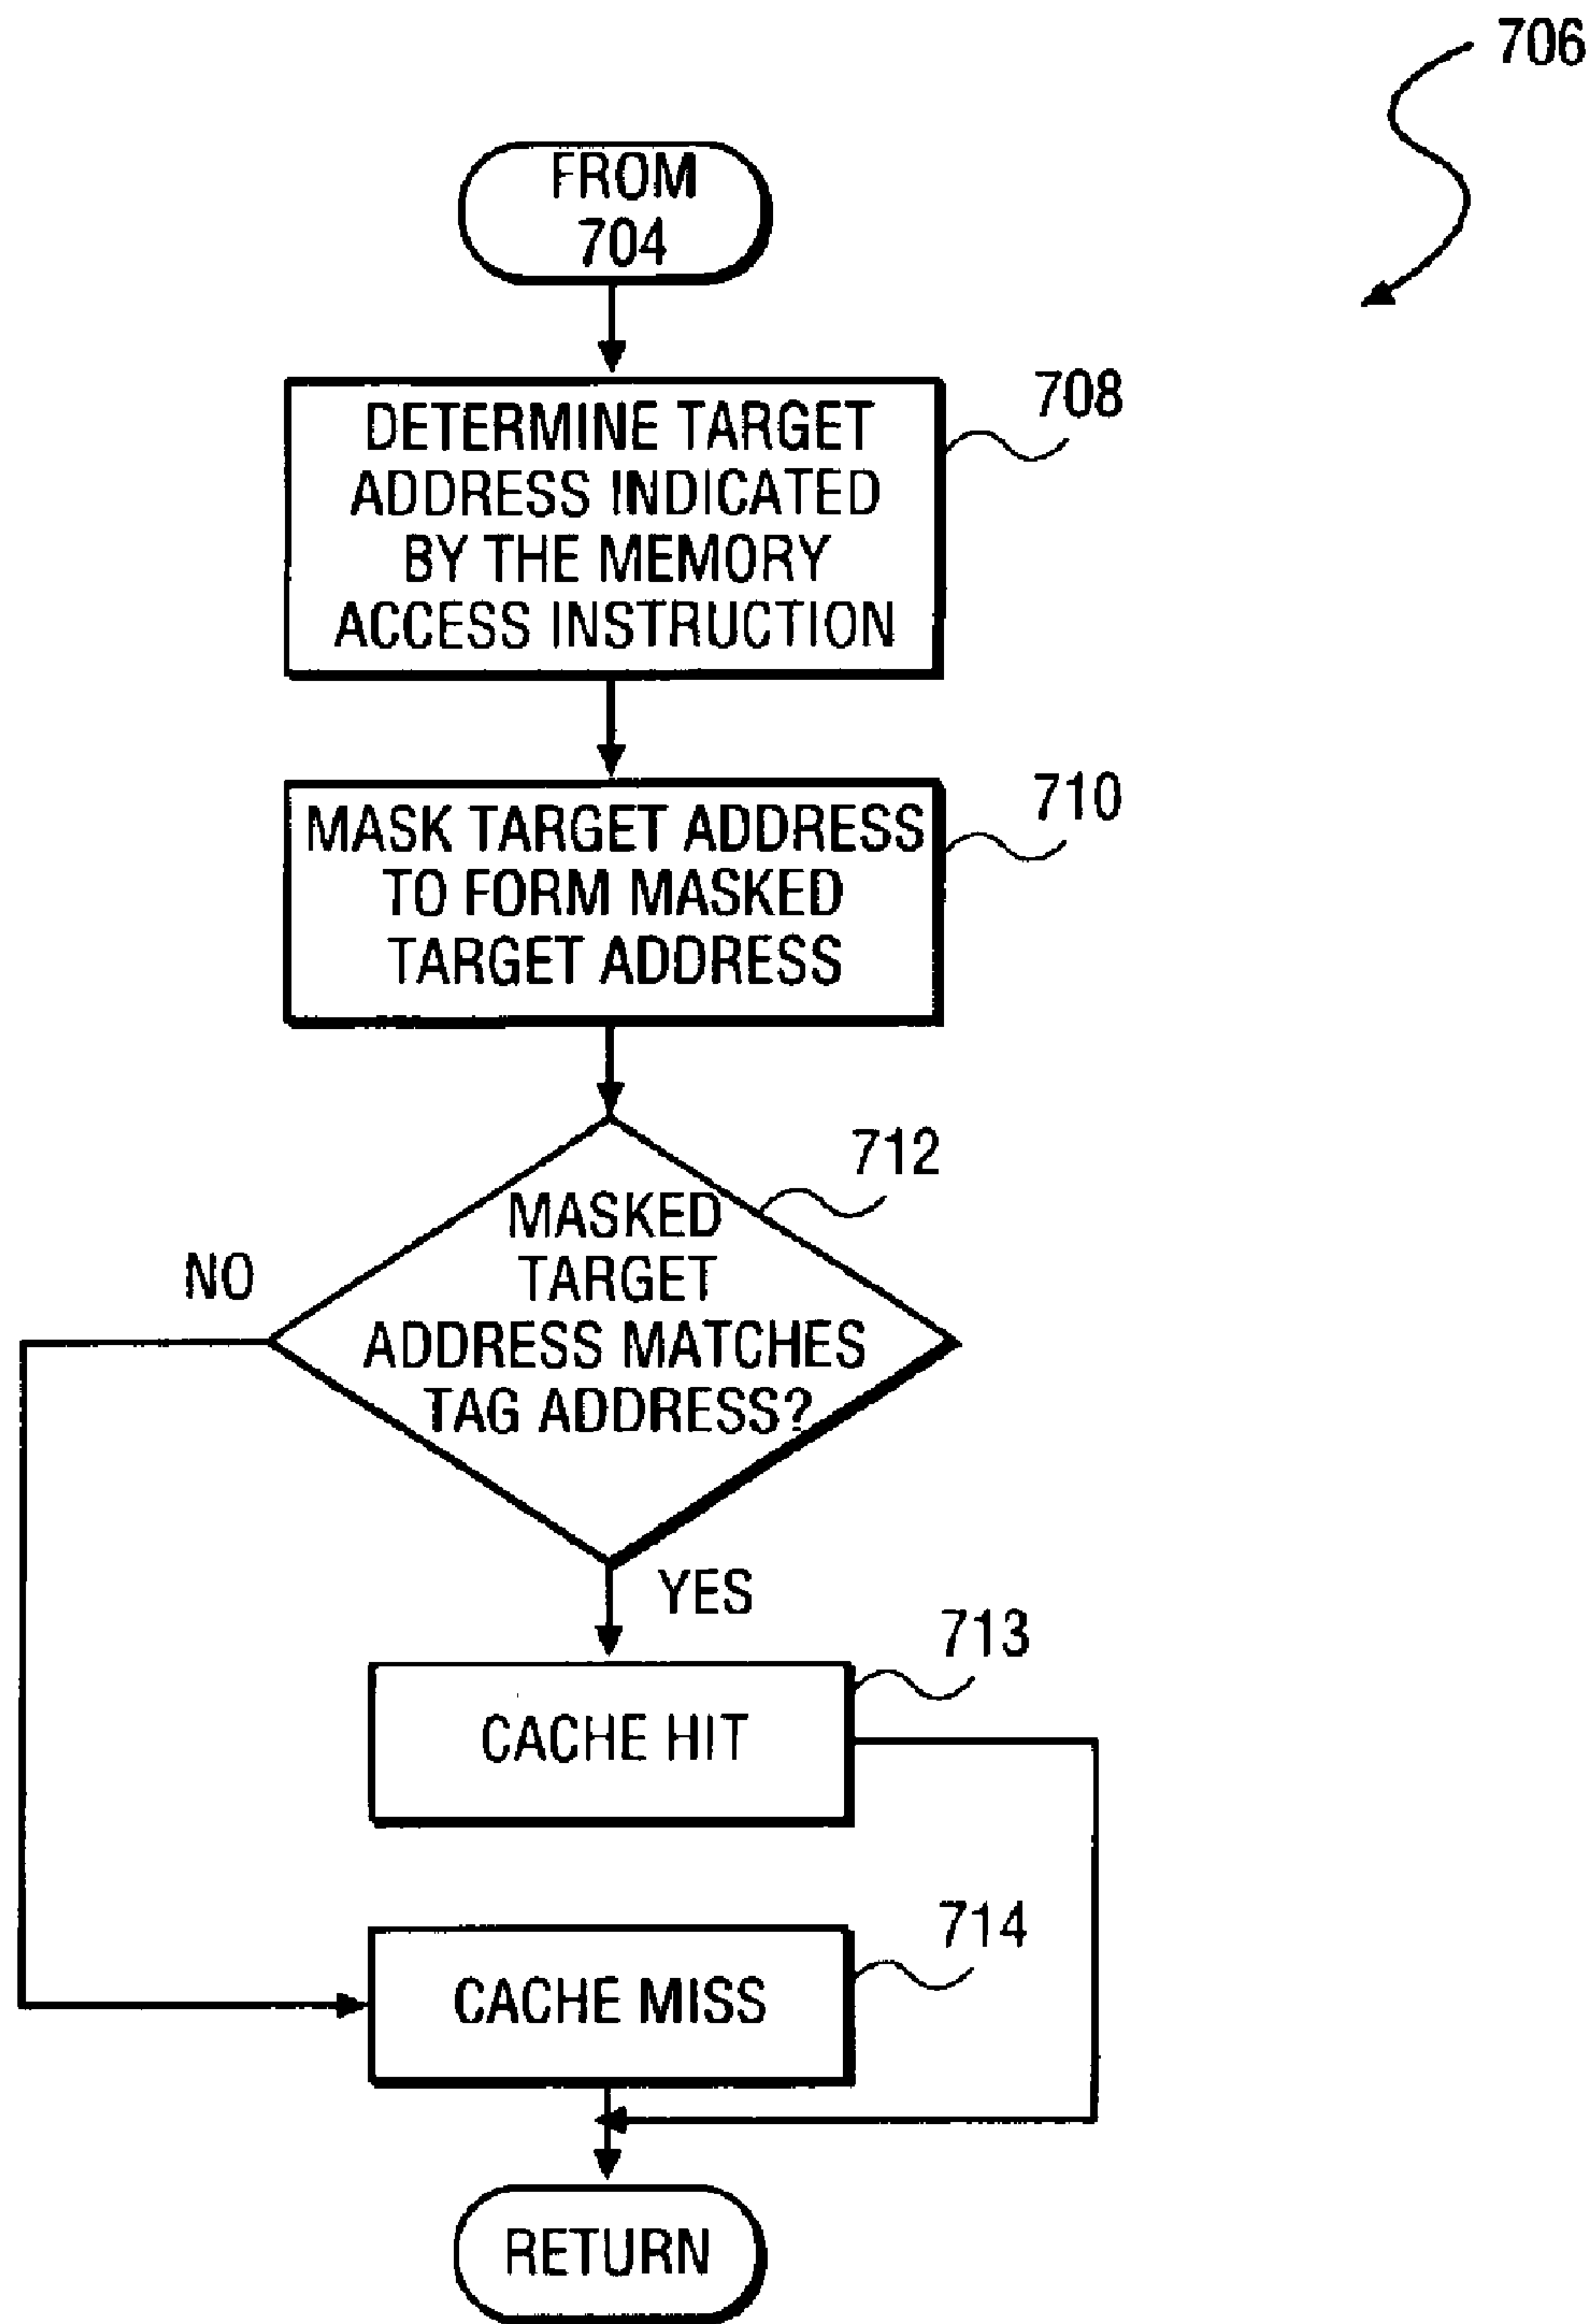 706
FROM
704
708
DETERMINE TARGET
ADDRESS INDICATED
BY THE MEMORY
ACCESS INSTRUCTION
710
MASK TARGET ADDRESS
TO FORM MASKED
TARGET ADDRESS
712
MASKED
TARGET
ADDRESS MATCHES
TAG ADDRESS?
NO
YES
713
CACHE HIT
714
CACHE MISS
RETURN